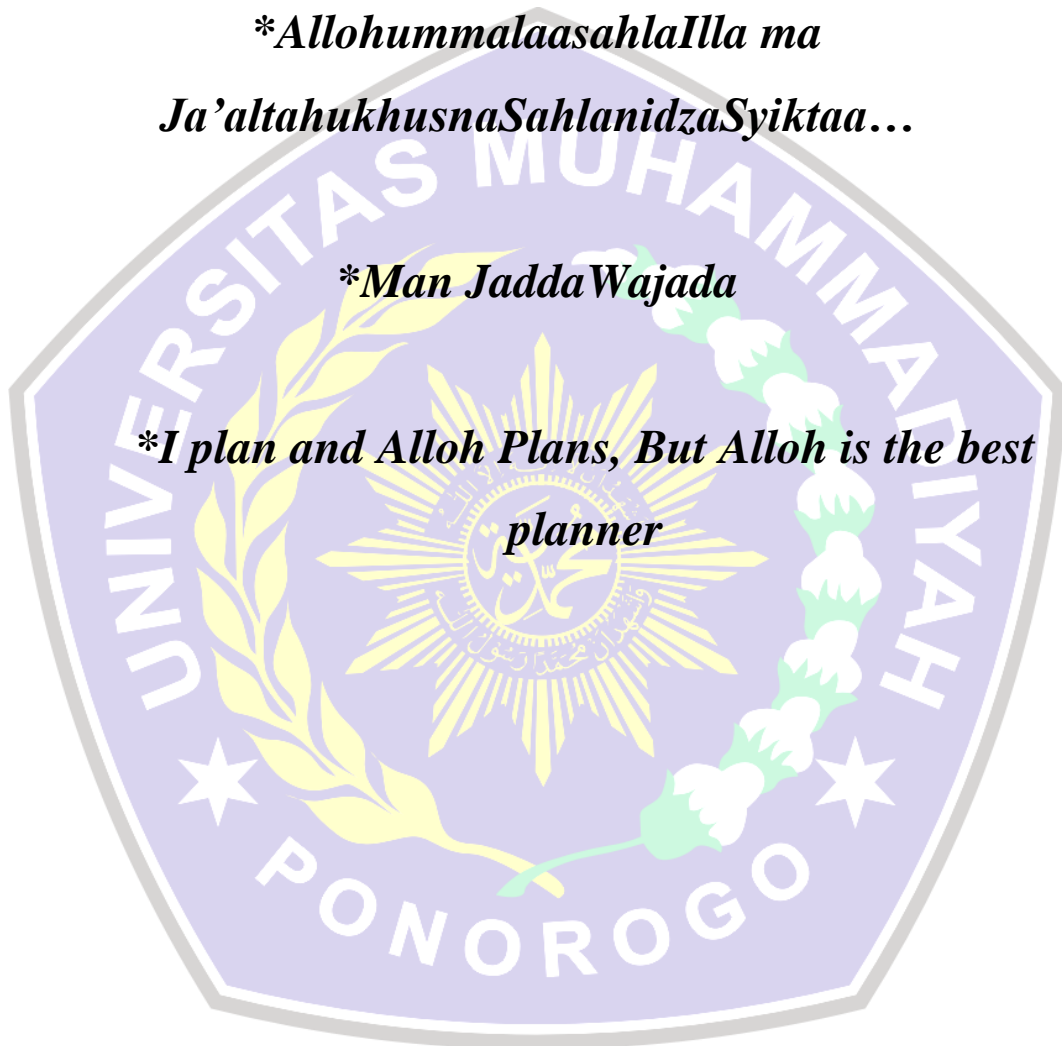 *AllohummalaasahlaIlla ma
Ja’altahukhusnaSahlanidzaSyiktaa…
UNIVERSITAS MUHAMMADIYAH
*Man JaddaWajada
*I plan and Alloh Plans, But Alloh is the best
planner
محمد
PONOROGO